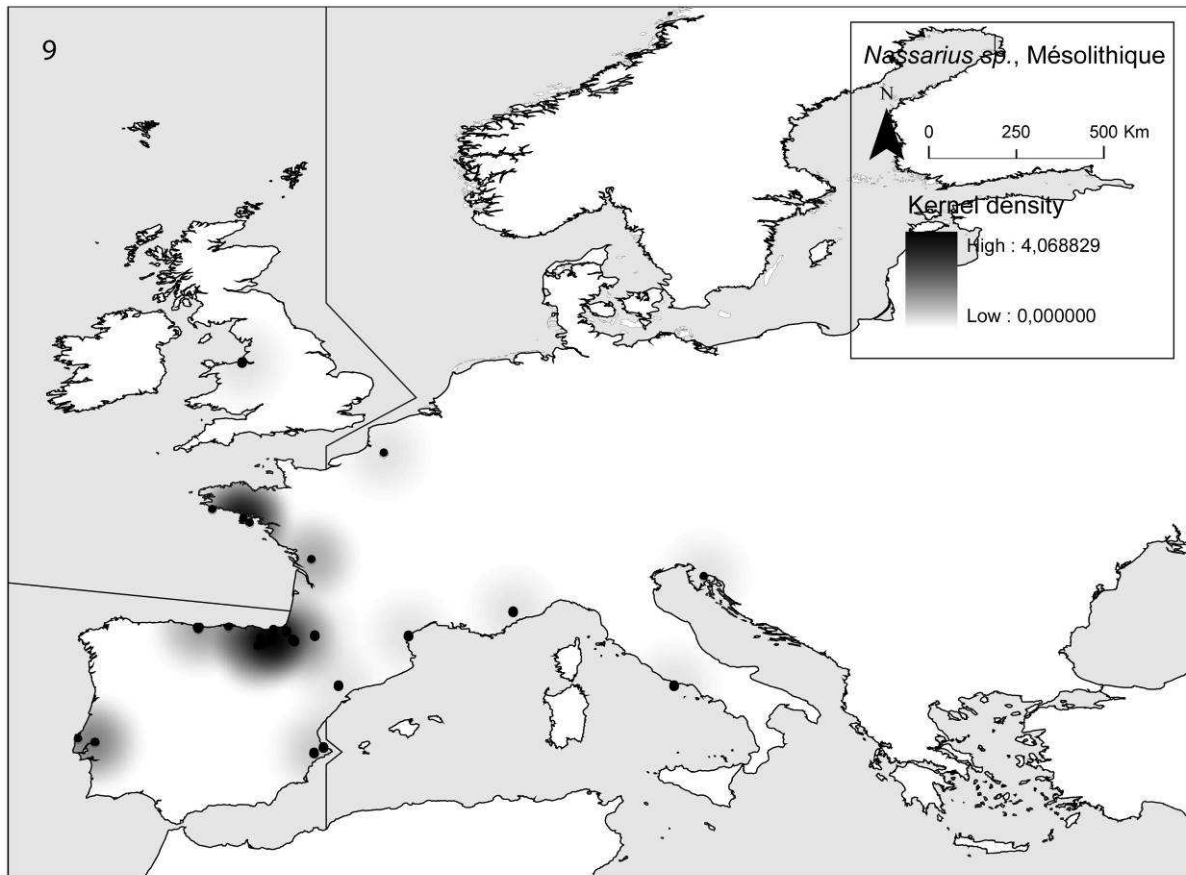 9
Nassarius sp., Mésolithique
N
0 250 500 Km
Kernel density
High : 4,068829
Low : 0,000000